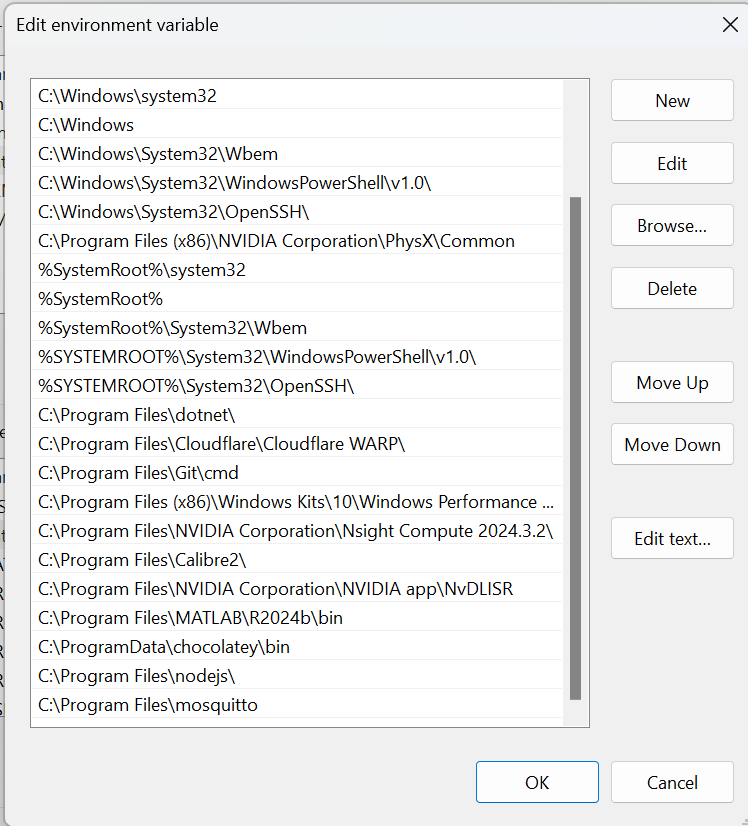 Edit environment variable
C:\Windows\system32
New
C:\Windows
C:\Windows\System32\Wbem
Edit
C:\Windows\System32\WindowsPowerShell\v1.0\
C:\Windows\System32\OpenSSH\
Browse...
C:\Program Files (x86)\NVIDIA Corporation\PhysX\Common
%SystemRoot%\system32
Delete
%SystemRoot%
%SystemRoot%\System32\Wbem
%SYSTEMROOT%\System32\WindowsPowerShell\v1.0\
%SYSTEMROOT%\System32\OpenSSH\
Move Up
C:\Program Files\dotnet\
C:\Program Files\Cloudflare\Cloudflare WARP\
Move Down
C:\Program Files\Git\cmd
C:\Program Files (x86)\Windows Kits\10\Windows Performance ...
C:\Program Files\NVIDIA Corporation\Nsight Compute 2024.3.2\
Edit text...
C:\Program Files\Calibre2\
C:\Program Files\NVIDIA Corporation\NVIDIA app\NvDLISR
C:\Program Files\MATLAB\R2024b\bin
C:\ProgramData\chocolatey\bin
C:\Program Files\nodejs\
C:\Program Files\mosquitto
OK
Cancel